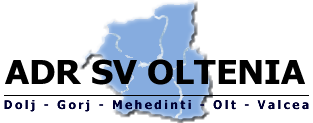 ADR SV OLTENIA
Dolj - Gorj - Mehedinti - Olt - Valcea